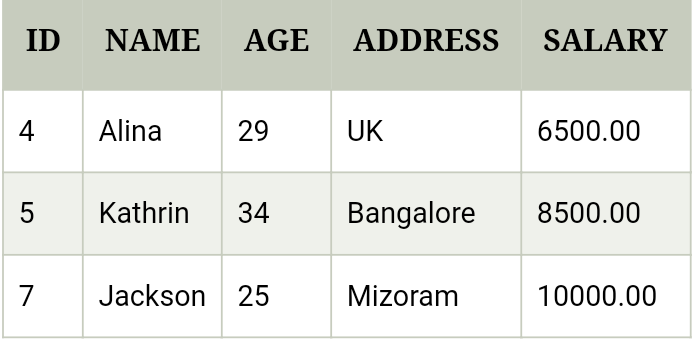 ID NAME AGE ADDRESS SALARY
4 Alina 29 UK 6500.00
5 Kathrin 34 Bangalore 8500.00
7 Jackson 25 Mizoram 10000.00